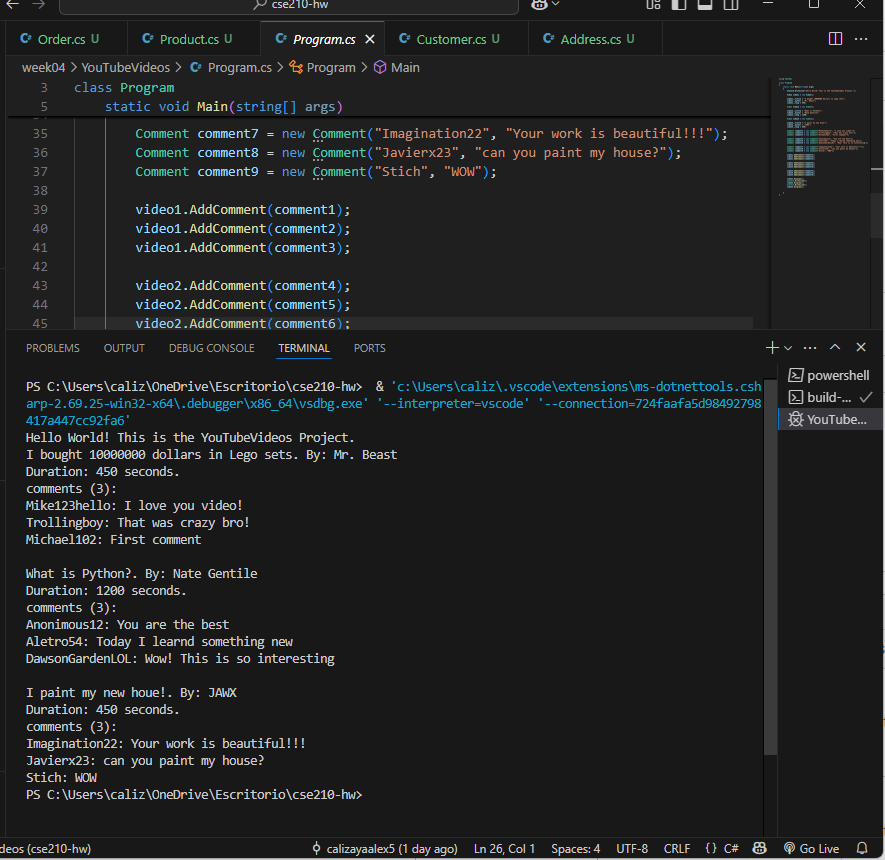 cse210-hw
Order.cs U
Product.cs U
Program.cs
Customer.cs U
Address.cs U
week04 > YouTubeVideos > Program.cs > Program > Main
3 class Program
5 static void Main(string[] args)
35 Comment comment7 = new Comment("Imagination22", "Your work is beautiful!!!");
36 Comment comment8 = new Comment("Javierx23", "can you paint my house?");
37 Comment comment9 = new Comment("Stich", "WOW");
38
39 video1.AddComment(comment1);
40 video1.AddComment(comment2);
41 video1.AddComment(comment3);
42
43 video2.AddComment(comment4);
44 video2.AddComment(comment5);
45 video2.AddComment(comment6);
PROBLEMS OUTPUT DEBUG CONSOLE TERMINAL PORTS
powershell
build-...
YouTube...
PS C:\Users\caliz\OneDrive\Escritorio\cse210-hw> & 'c:\Users\caliz\.vscode\extensions\ms-dotnettools.csh
arp-2.69.25-win32-x64\.debugger\x86_64\vsdbg.exe' '--interpreter=vscode' '--connection=724faafa5d98492798
417a447cc92fa6'
Hello World! This is the YouTubeVideos Project.
I bought 10000000 dollars in Lego sets. By: Mr. Beast
Duration: 450 seconds.
comments (3):
Mike123hello: I love you video!
Trollingboy: That was crazy bro!
Michael102: First comment
What is Python?. By: Nate Gentile
Duration: 1200 seconds.
comments (3):
Anonimous12: You are the best
Aletro54: Today I learnd something new
DawsonGardenLOL: Wow! This is so interesting
I paint my new houe!. By: JAWX
Duration: 450 seconds.
comments (3):
Imagination22: Your work is beautiful!!!
Javierx23: can you paint my house?
Stich: WOW
PS C:\Users\caliz\OneDrive\Escritorio\cse210-hw>
deos (cse210-hw) calizayaalex5 (1 day ago) Ln 26, Col 1 Spaces: 4 UTF-8 CRLF {} C# Go Live